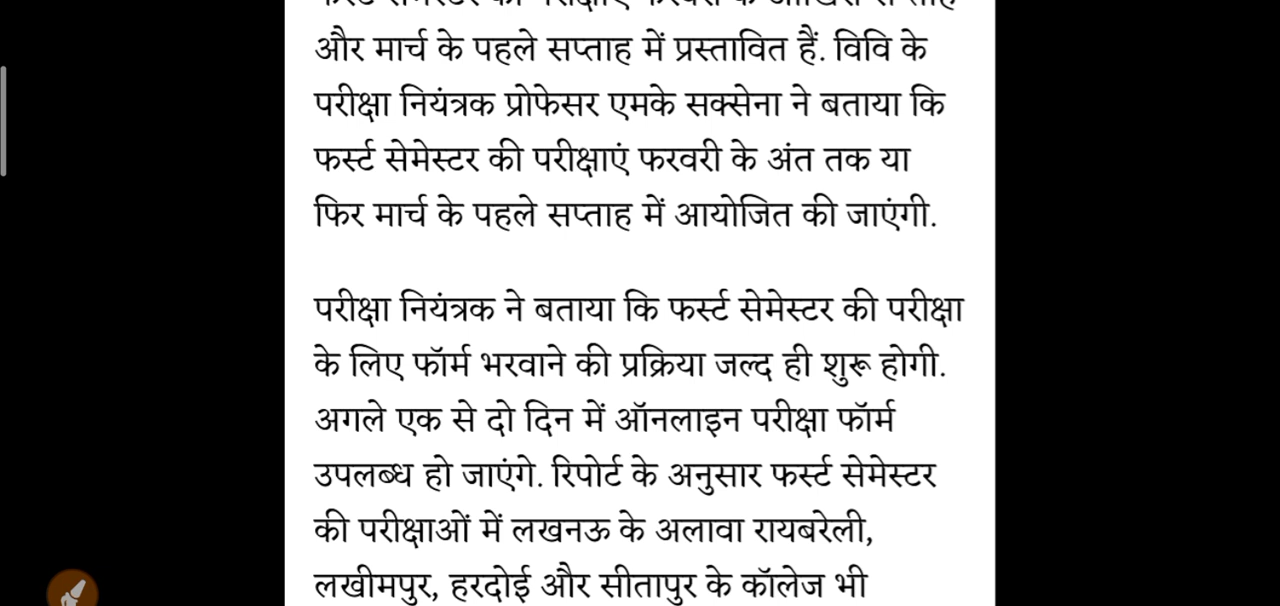 और मार्च के पहले सप्ताह में प्रस्तावित हैं. विवि के
परीक्षा नियंत्रक प्रोफेसर एमके सक्सेना ने बताया कि
फर्स्ट सेमेस्टर की परीक्षाएं फरवरी के अंत तक या
फिर मार्च के पहले सप्ताह में आयोजित की जाएंगी.
परीक्षा नियंत्रक ने बताया कि फर्स्ट सेमेस्टर की परीक्षा
के लिए फॉर्म भरवाने की प्रक्रिया जल्द ही शुरू होगी.
अगले एक से दो दिन में ऑनलाइन परीक्षा फॉर्म
उपलब्ध हो जाएंगे. रिपोर्ट के अनुसार फर्स्ट सेमेस्टर
की परीक्षाओं में लखनऊ के अलावा रायबरेली,
लखीमपुर, हरदोई और सीतापुर के कॉलेज भी